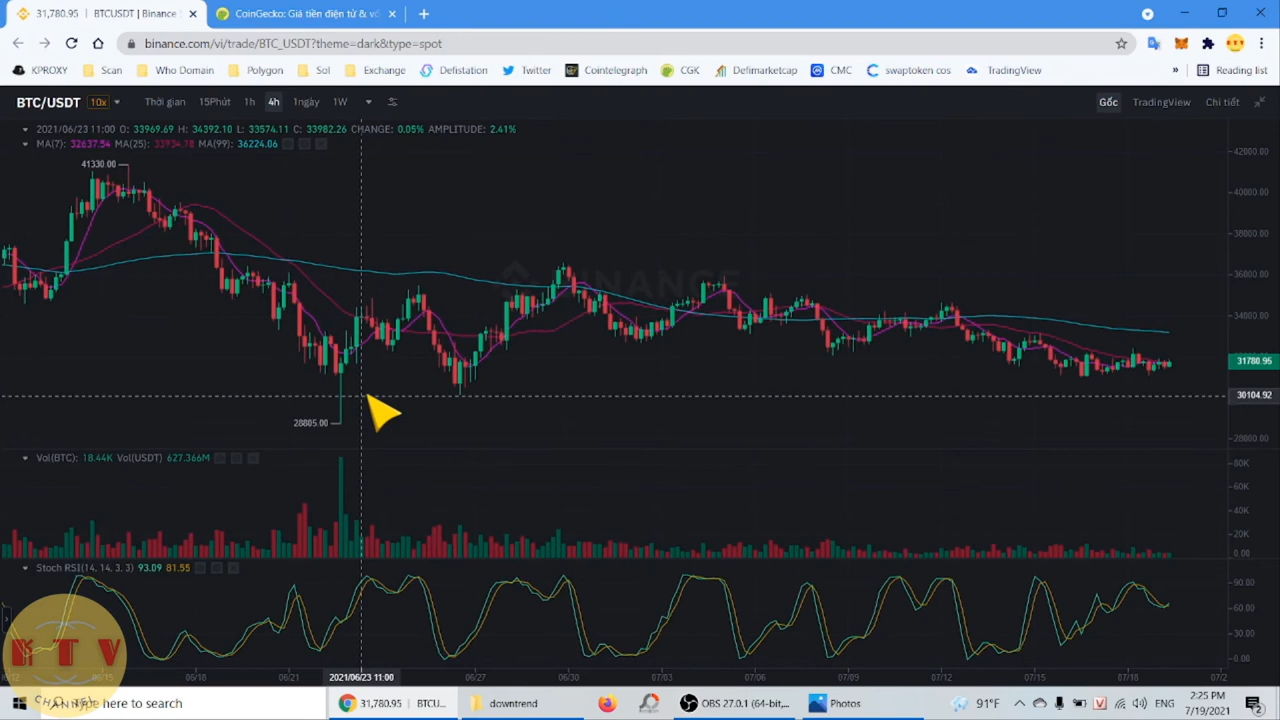 31,780.95 | BTCUSDT | Binance
CoinGecko: Giá tiền điện tử & vố
binance.com/vi/trade/BTC_USDT?theme=dark&type=spot
KPROXY Scan Who Domain Polygon Sol Exchange Defistation Twitter Cointelegraph CGK Defimarketcap CMC swaptoken cos TradingView » Reading list
BTC/USDT 10x Thời gian 15Phút 1h 4h 1ngày 1W Gốc TradingView Chi tiết
2021/06/23 11:00 O: 33969.69 H: 34392.10 L: 33574.11 C: 33982.26 CHANGE: 0.05% AMPLITUDE: 2.41%
MA(7): 32637.54 MA(25): 33934.78 MA(99): 36224.06
42000.00
41330.00
40000.00
38000.00
36000.00
BINANCE
34000.00
31780.95
30104.92
28805.00
28000.00
Vol(BTC): 18.44K Vol(USDT) 627.366M
80K
60K
40K
20K
0.00
Stoch RSI(14, 14, 3, 3) 93.09 81.55
90.00
60.00
30.00
0.00
KTV
CHANNEL
06/12 06/15 06/18 06/21 2021/06/23 11:00 06/27 06/30 07/03 07/06 07/09 07/12 07/15 07/18 07/2
Type here to search
31,780.95 | BTCU... downtrend OBS 27.0.1 (64-bit,... Photos 91°F ENG 2:25 PM
7/19/2021
2